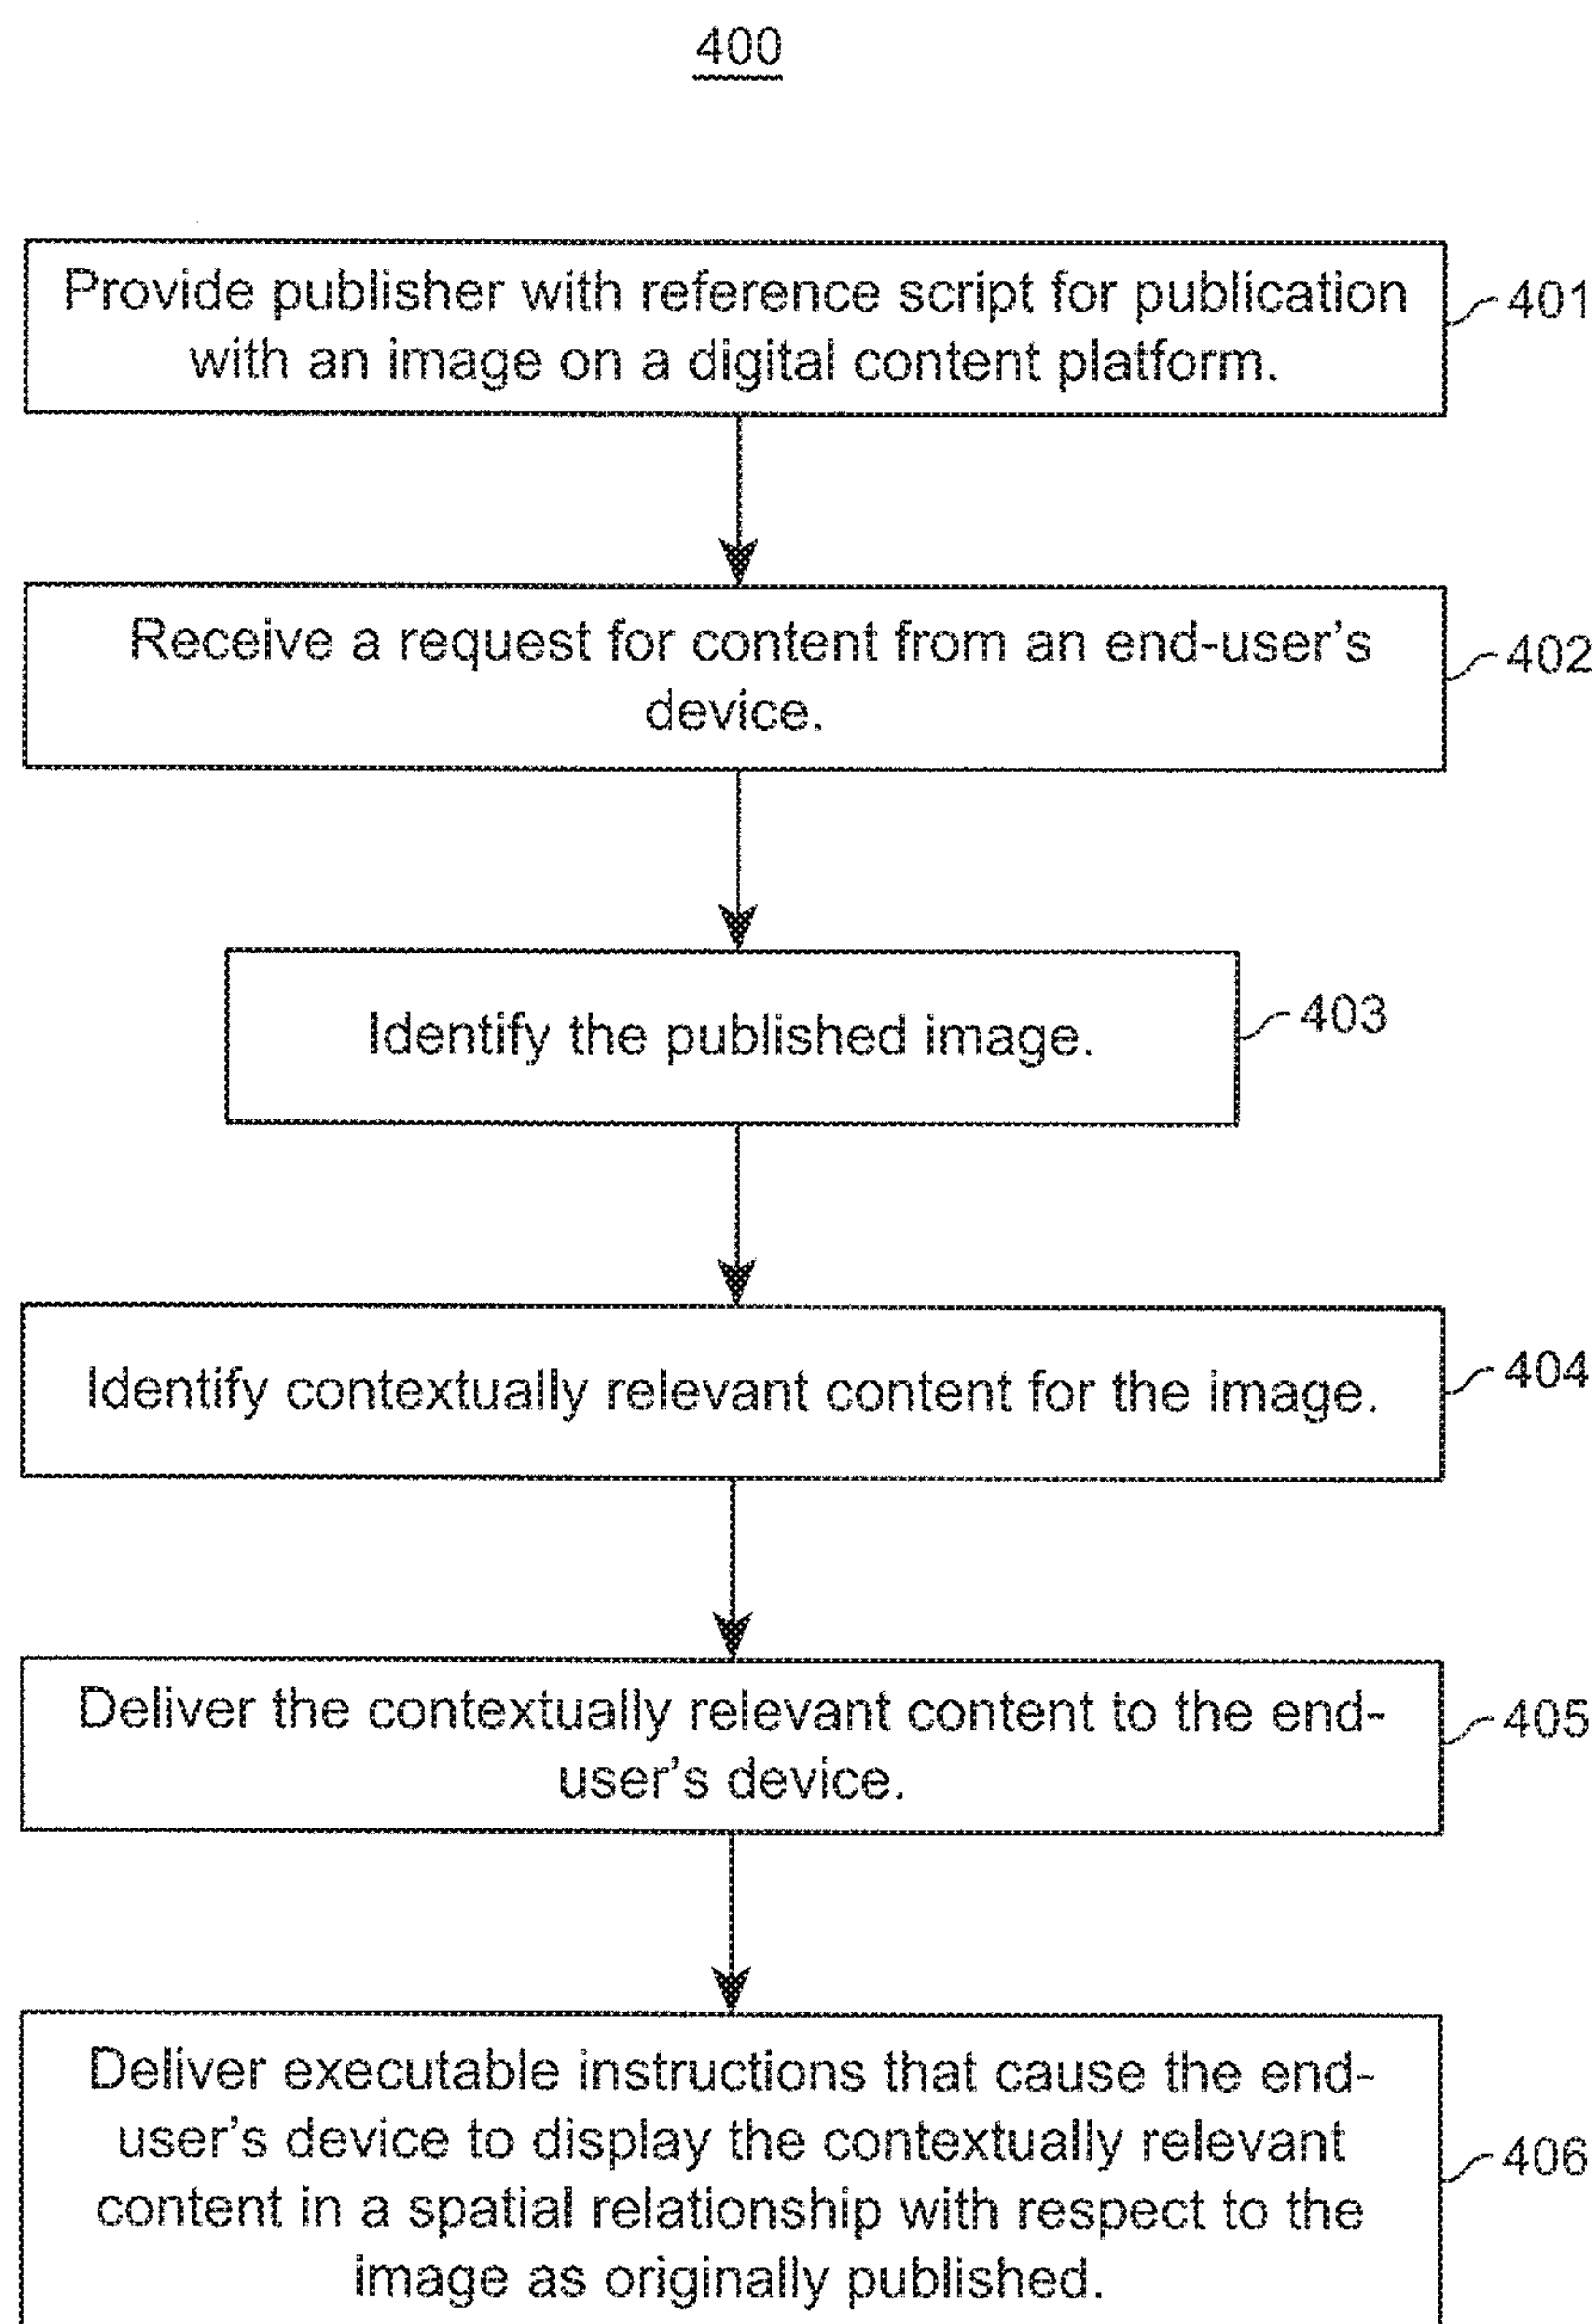 400
Provide publisher with reference script for publication
with an image on a digital content platform.
401
Receive a request for content from an end-user's
device.
402
Identify the published image.
403
Identify contextually relevant content for the image.
404
Deliver the contextually relevant content to the end-
user's device.
405
Deliver executable instructions that cause the end-
user's device to display the contextually relevant
content in a spatial relationship with respect to the
image as originally published.
406